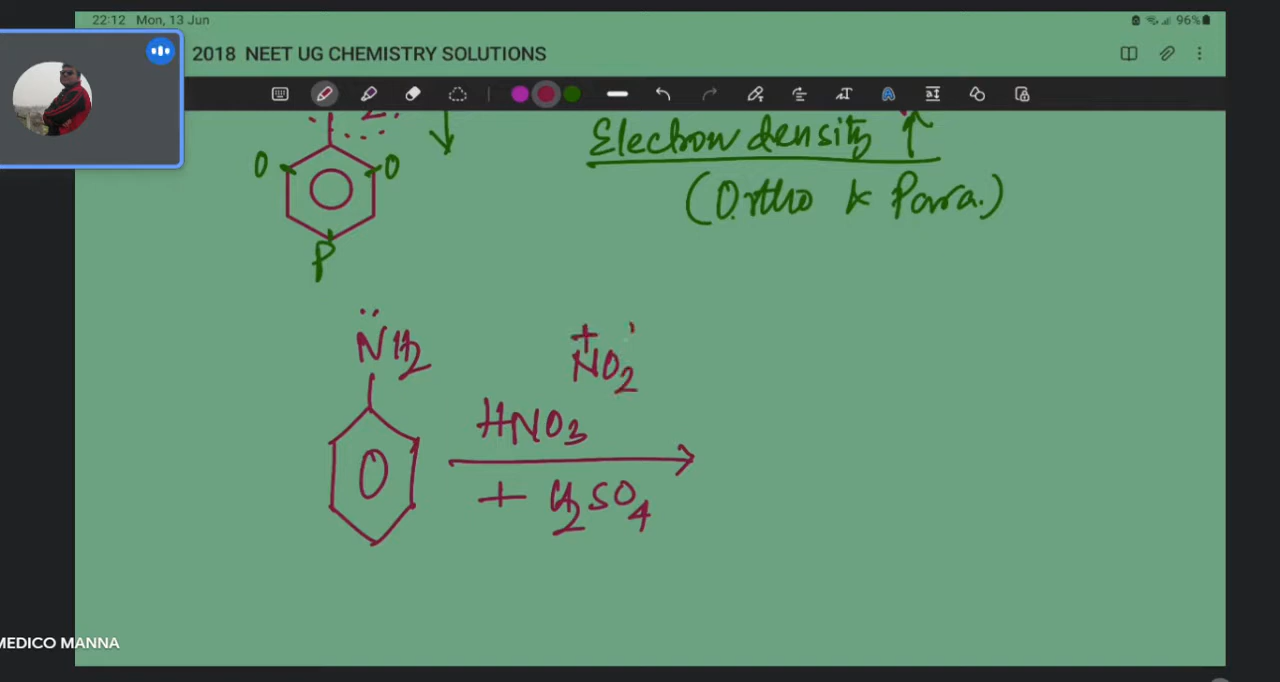 22:12 Mon, 13 Jun
96%
2018 NEET UG CHEMISTRY SOLUTIONS
Electron density ↑
(Ortho & Para.)
O
O
P
NH2
+
NO2
HNO3
+ H2SO4
MEDICO MANNA